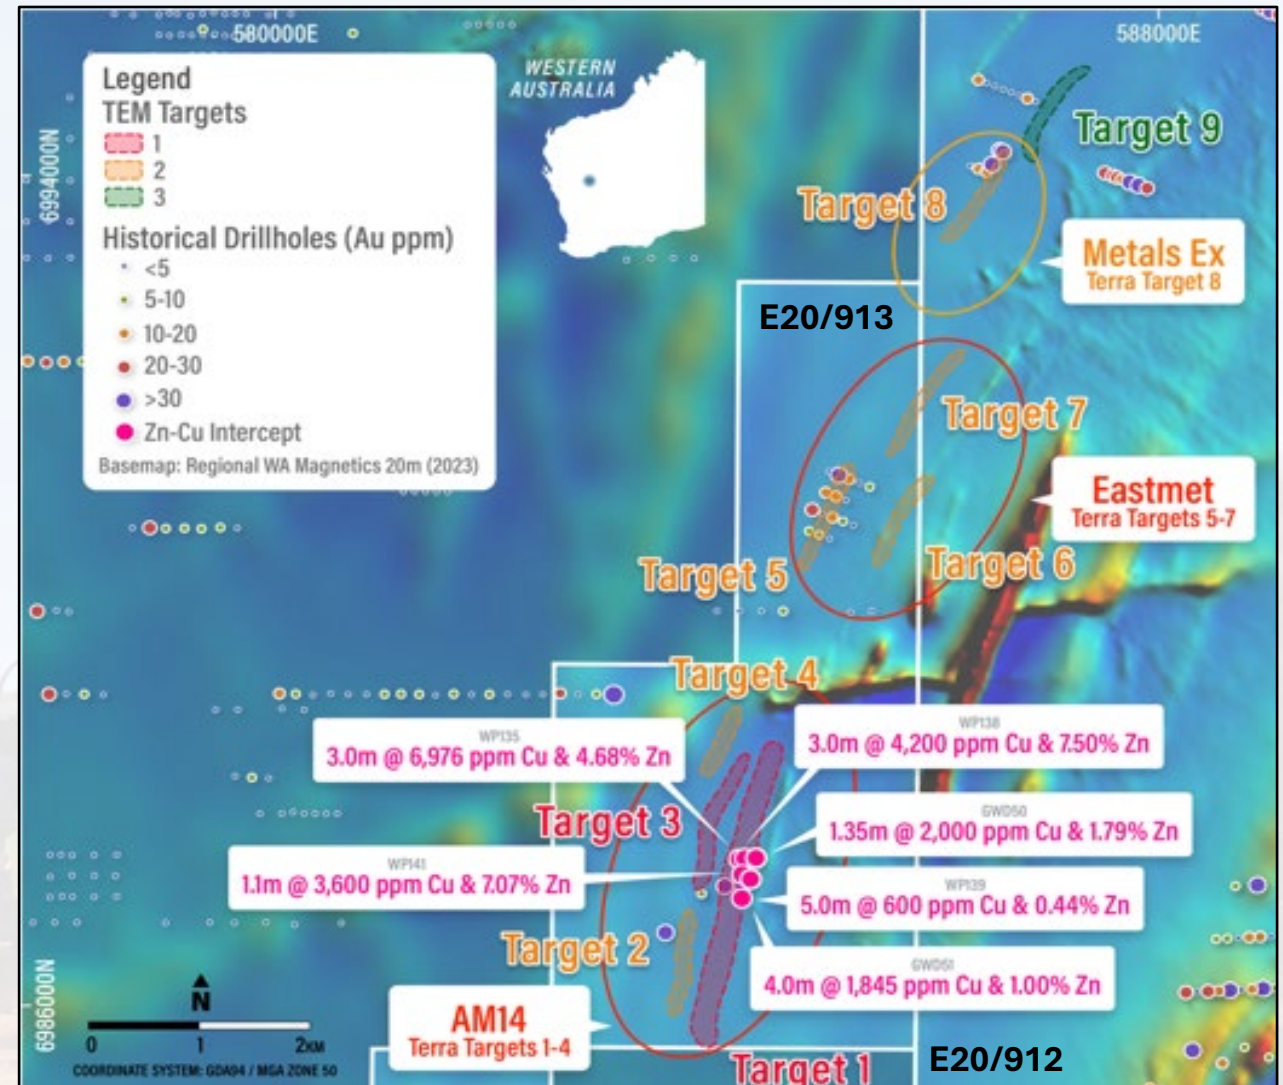 580000E
588000E
Legend
TEM Targets
1
2
3
Historical Drillholes (Au ppm)
<5
5-10
10-20
20-30
>30
Zn-Cu Intercept
Basemap: Regional WA Magnetics 20m (2023)
WESTERN
AUSTRALIA
6994000N
Target 9
Target 8
Metals Ex
Terra Target 8
E20/913
Target 7
Eastmet
Terra Targets 5-7
Target 5
Target 6
Target 4
WP135
3.0m @ 6,976 ppm Cu & 4.68% Zn
WP138
3.0m @ 4,200 ppm Cu & 7.50% Zn
Target 3
GWD50
1.35m @ 2,000 ppm Cu & 1.79% Zn
WP141
1.1m @ 3,600 ppm Cu & 7.07% Zn
WP139
5.0m @ 600 ppm Cu & 0.44% Zn
Target 2
GWD51
4.0m @ 1,845 ppm Cu & 1.00% Zn
6986000N
N
0 1 2KM
COORDINATE SYSTEM: GDA94 / MGA ZONE 50
AM14
Terra Targets 1-4
Target 1
E20/912